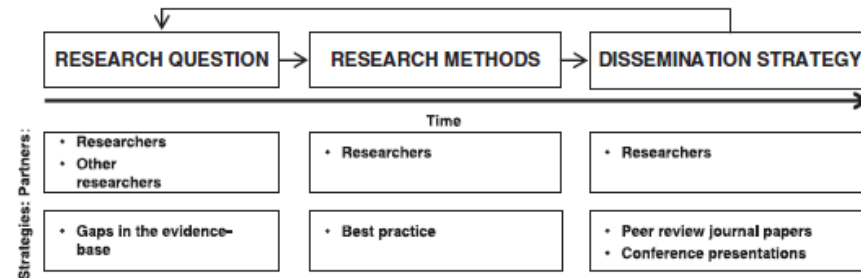 RESEARCH QUESTION
RESEARCH METHODS
DISSEMINATION STRATEGY
Time
Partners:
• Researchers
• Other
researchers
• Researchers
• Researchers
Strategies:
• Gaps in the evidence-
base
• Best practice
• Peer review journal papers
• Conference presentations